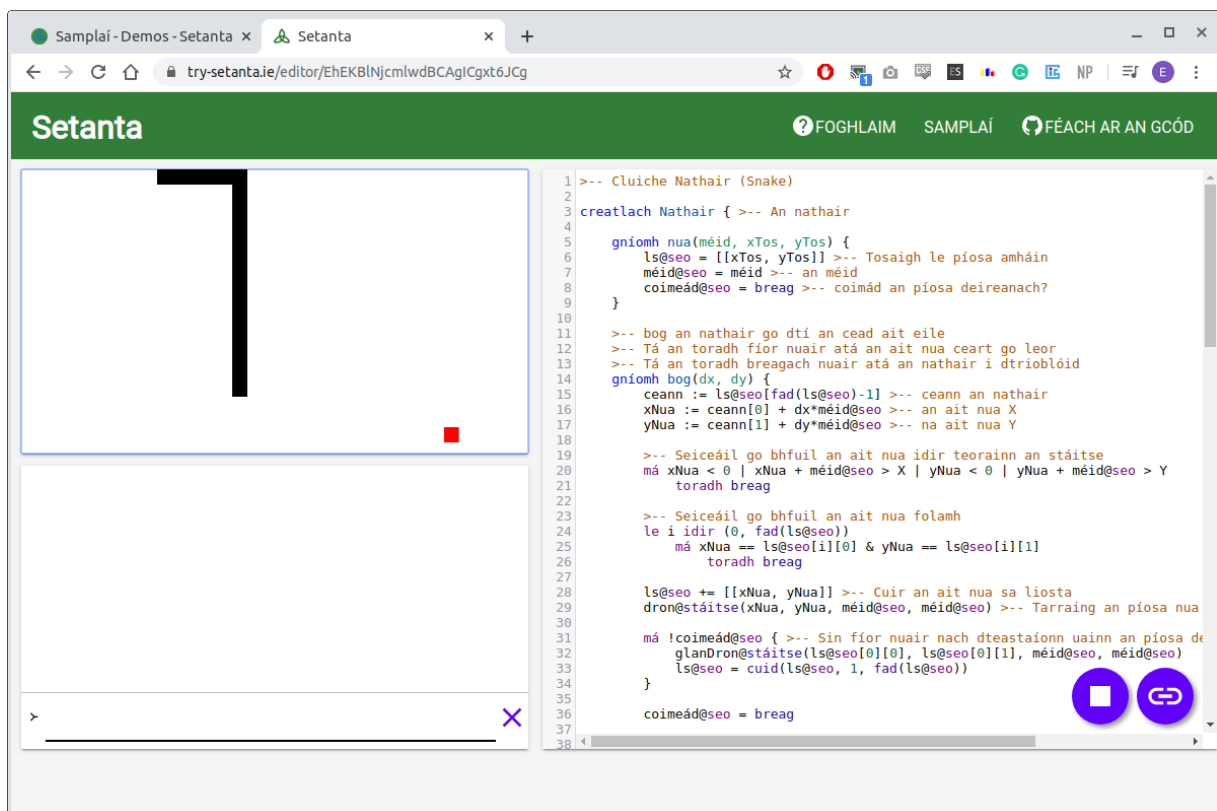 Samplaí - Demos - Setanta
Setanta
try-setanta.ie/editor/EhEKBlNjcmlwdBCAgICgxt6JCg
1
CSE
ES
G
NP
E
Setanta
FOGHLAIM
SAMPLAÍ
FÉACH AR AN GCÓD
1 >-- Cluiche Nathair (Snake)
2
3 creatlach Nathair { >-- An nathair
4
5 gníomh nua(méid, xTos, yTos) {
6 ls@seo = [[xTos, yTos]] >-- Tosaigh le píosa amháin
7 méid@seo = méid >-- an méid
8 coimeád@seo = breag >-- coimád an píosa deireanach?
9 }
10
11 >-- bog an nathair go dtí an cead ait eile
12 >-- Tá an toradh fíor nuair atá an ait nua ceart go leor
13 >-- Tá an toradh breagach nuair atá an nathair i dtrioblóid
14 gníomh bog(dx, dy) {
15 ceann := ls@seo[fad(ls@seo)-1] >-- ceann an nathair
16 xNua := ceann[0] + dx*méid@seo >-- an ait nua X
17 yNua := ceann[1] + dy*méid@seo >-- na ait nua Y
18
19 >-- Seiceáil go bhfuil an ait nua idir teorainn an stáitse
20 má xNua < 0 | xNua + méid@seo > X | yNua < 0 | yNua + méid@seo > Y
21 toradh breag
22
23 >-- Seiceáil go bhfuil an ait nua folamh
24 le i idir (0, fad(ls@seo))
25 má xNua == ls@seo[i][0] & yNua == ls@seo[i][1]
26 toradh breag
27
28 ls@seo += [[xNua, yNua]] >-- Cuir an ait nua sa liosta
29 dron@stáitse(xNua, yNua, méid@seo, méid@seo) >-- Tarraing an píosa nua
30
31 má !coimeád@seo { >-- Sin fíor nuair nach dteastaíonn uainn an píosa de
32 glanDron@stáitse(ls@seo[0][0], ls@seo[0][1], méid@seo, méid@seo)
33 ls@seo = cuid(ls@seo, 1, fad(ls@seo))
34 }
35
36 coimeád@seo = breag
37
38